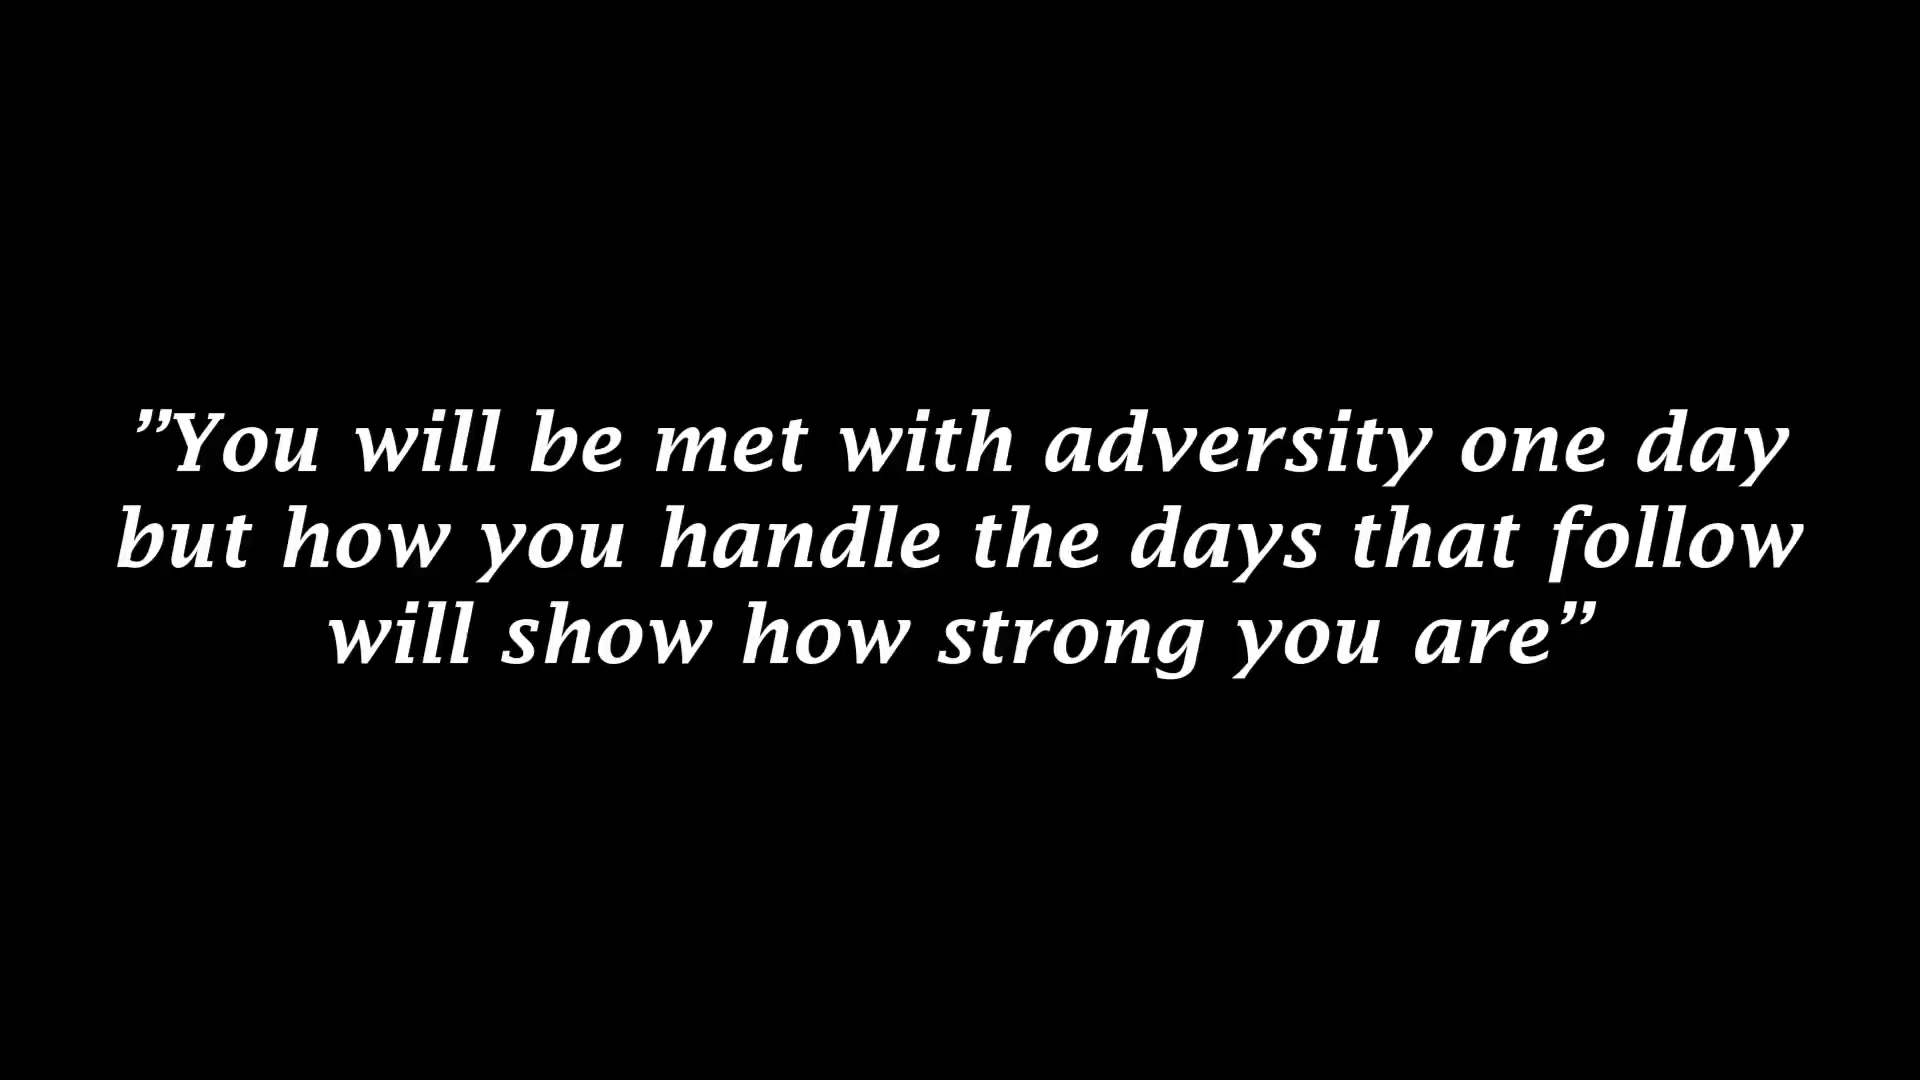 ”You will be met with adversity one day
but how you handle the days that follow
will show how strong you are”